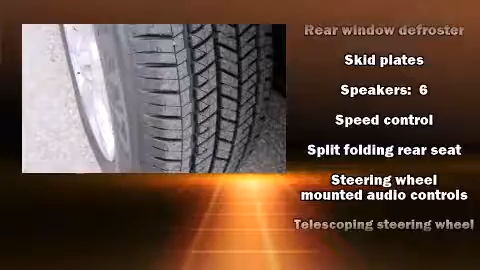 Rear window defroster
Skid plates
Speakers:  6
Speed control
Split folding rear seat
Steering wheel
mounted audio controls
Telescoping steering wheel